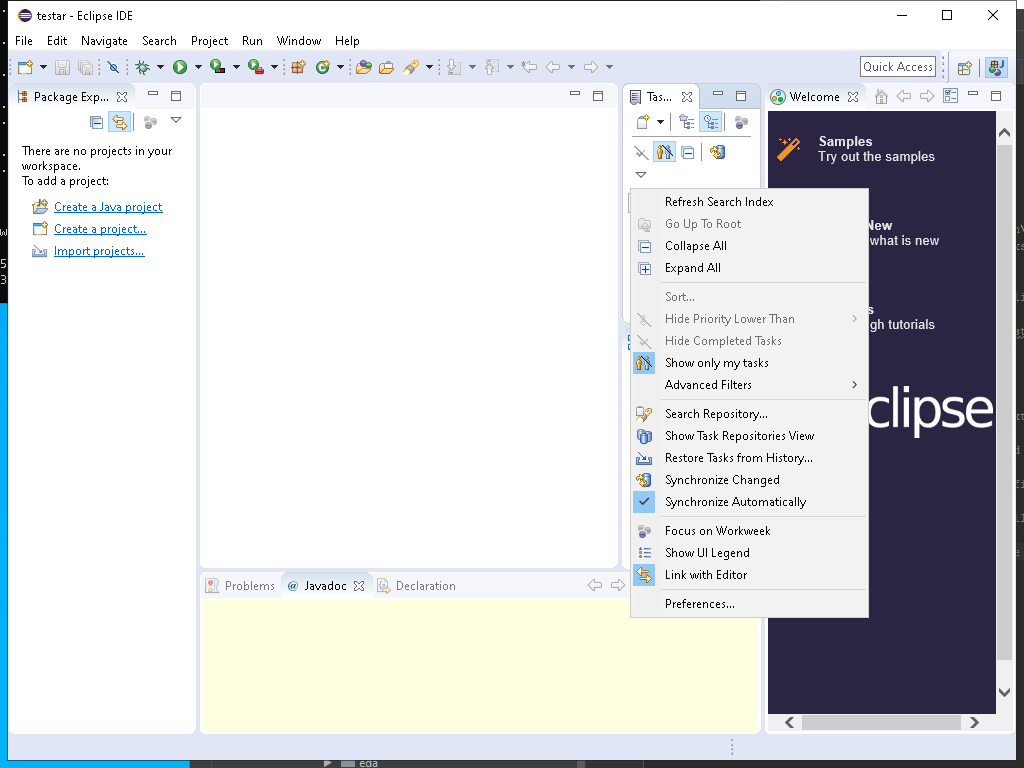 testar - Eclipse IDE
File Edit Navigate Search Project Run Window Help
Quick Access
Package Exp...
Tas...
Welcome
There are no projects in your
workspace.
To add a project:
Create a Java project
Create a project...
Import projects...
Samples
Try out the samples
New
what is new
s
gh tutorials
clipse
Refresh Search Index
Go Up To Root
Collapse All
Expand All
Sort...
Hide Priority Lower Than
Hide Completed Tasks
Show only my tasks
Advanced Filters
Search Repository...
Show Task Repositories View
Restore Tasks from History...
Synchronize Changed
Synchronize Automatically
Focus on Workweek
Show UI Legend
Link with Editor
Preferences...
Problems @ Javadoc Declaration
eda